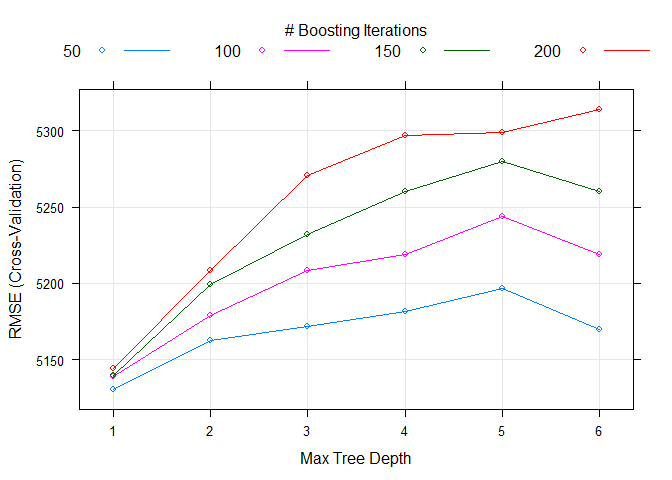 # Boosting Iterations
50 100 150 200
RMSE (Cross-Validation)
5300
5250
5200
5150
1 2 3 4 5 6
Max Tree Depth